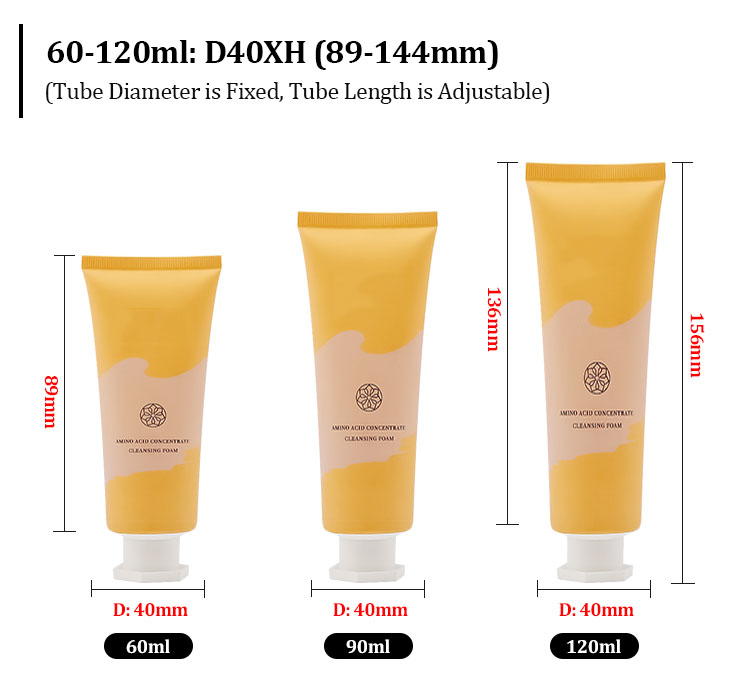 60-120ml: D40XH (89-144mm)
(Tube Diameter is Fixed, Tube Length is Adjustable)
89mm
AMINO ACID CONCENTRATE
CLEANSING FOAM
D: 40mm
60ml
AMINO ACID CONCENTRATE
CLEANSING FOAM
D: 40mm
90ml
136mm
AMINO ACID CONCENTRATE
CLEANSING FOAM
156mm
D: 40mm
120ml